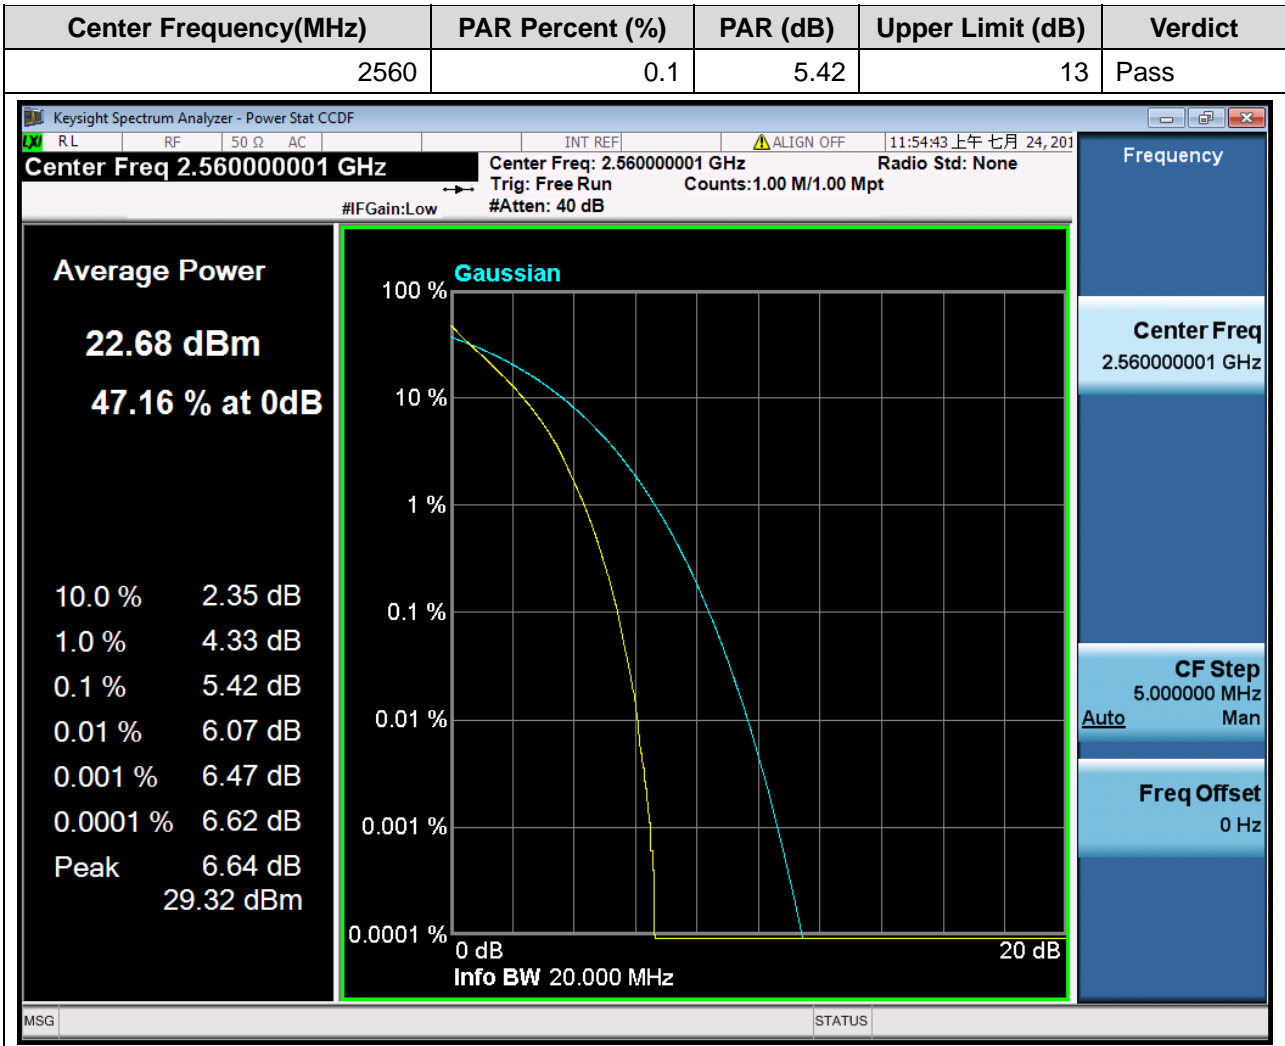 Center Frequency(MHz) PAR Percent (%) PAR (dB) Upper Limit (dB) Verdict
2560 0.1 5.42 13 Pass
Keysight Spectrum Analyzer - Power Stat CCDF
LXI RL RF 50 Ω AC INT REF ALIGN OFF 11:54:43 上午 七月 24, 201
Center Freq 2.560000001 GHz
Center Freq: 2.560000001 GHz Radio Std: None
Trig: Free Run Counts:1.00 M/1.00 Mpt
#IFGain:Low #Atten: 40 dB
Frequency
Average Power
22.68 dBm
47.16 % at 0dB
10.0 % 2.35 dB
1.0 % 4.33 dB
0.1 % 5.42 dB
0.01 % 6.07 dB
0.001 % 6.47 dB
0.0001 % 6.62 dB
Peak 6.64 dB
29.32 dBm
Gaussian
100 %
10 %
1 %
0.1 %
0.01 %
0.001 %
0.0001 %
0 dB 20 dB
Info BW 20.000 MHz
Center Freq
2.560000001 GHz
CF Step
5.000000 MHz
Auto Man
Freq Offset
0 Hz
MSG STATUS